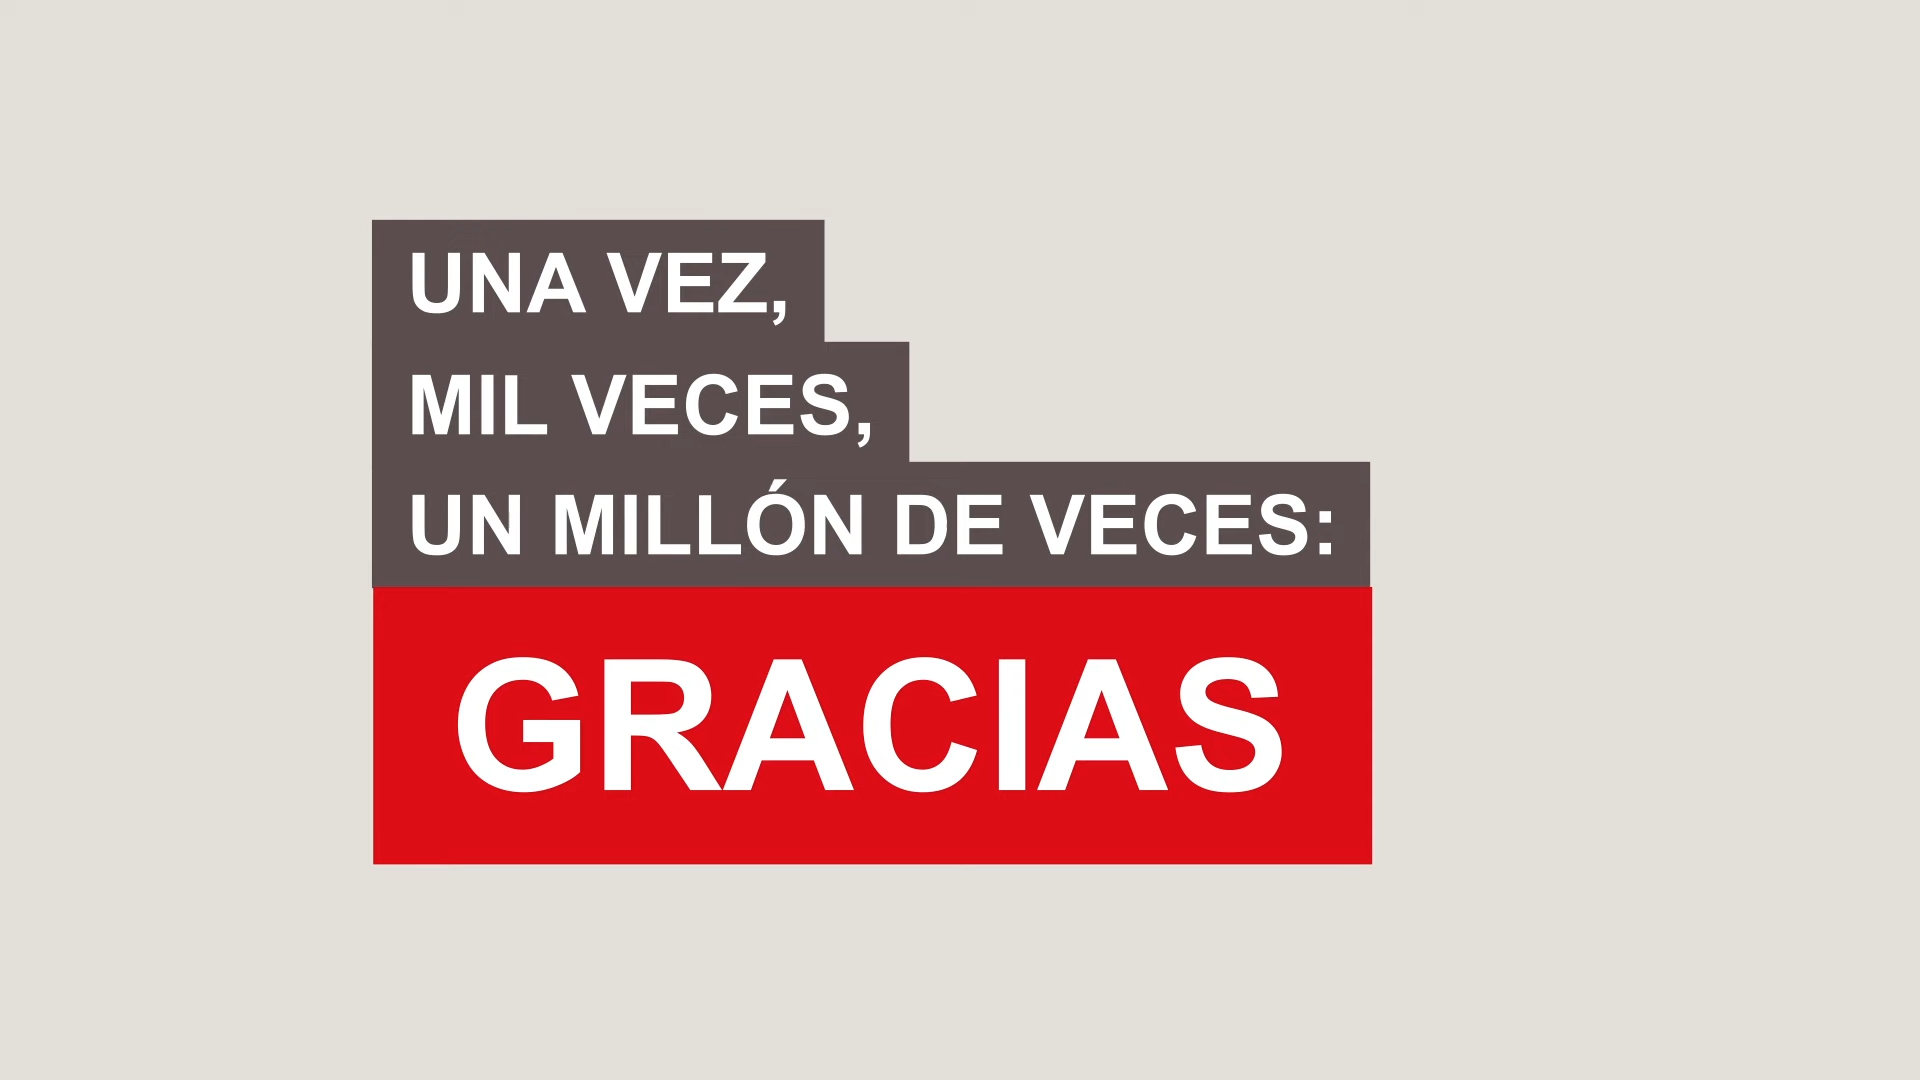 UNA VEZ,
MIL VECES,
UN MILLÓN DE VECES:
GRACIAS